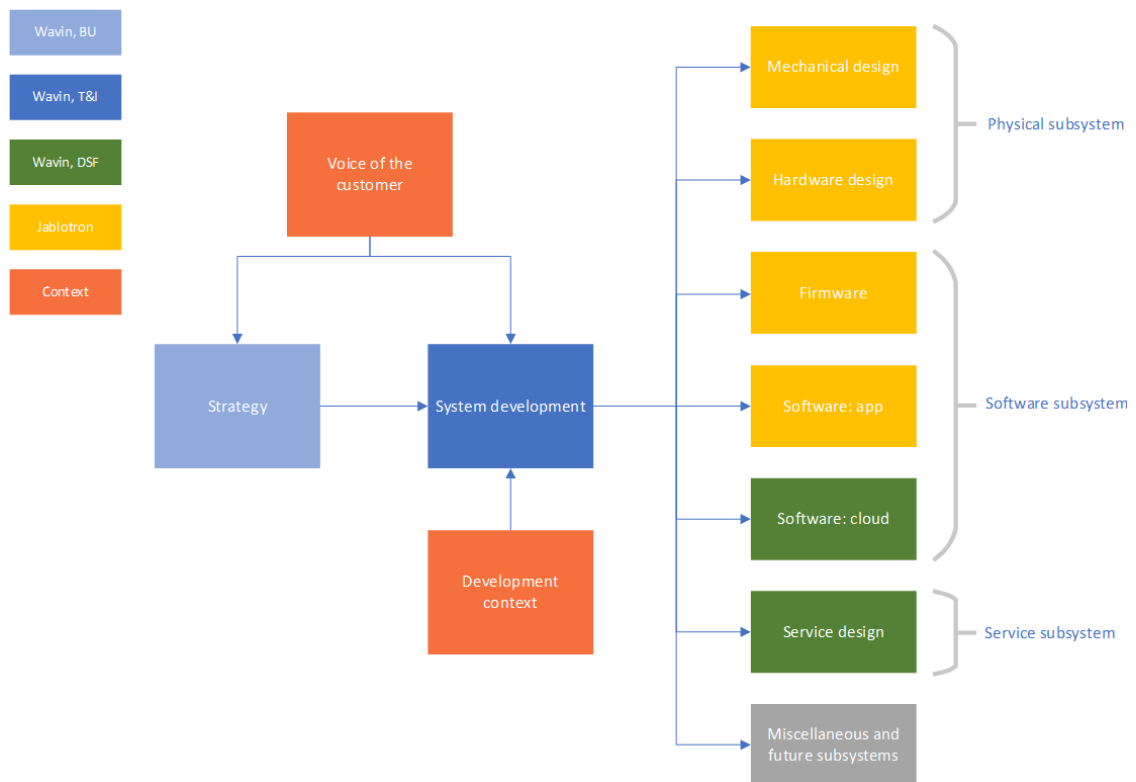 Wavin, BU
Wavin, T&I
Wavin, DSF
Jablotron
Context
Voice of the
customer
Strategy
System development
Development
context
Mechanical design
Hardware design
Firmware
Software: app
Software: cloud
Service design
Miscellaneous and
future subsystems
Physical subsystem
Software subsystem
Service subsystem